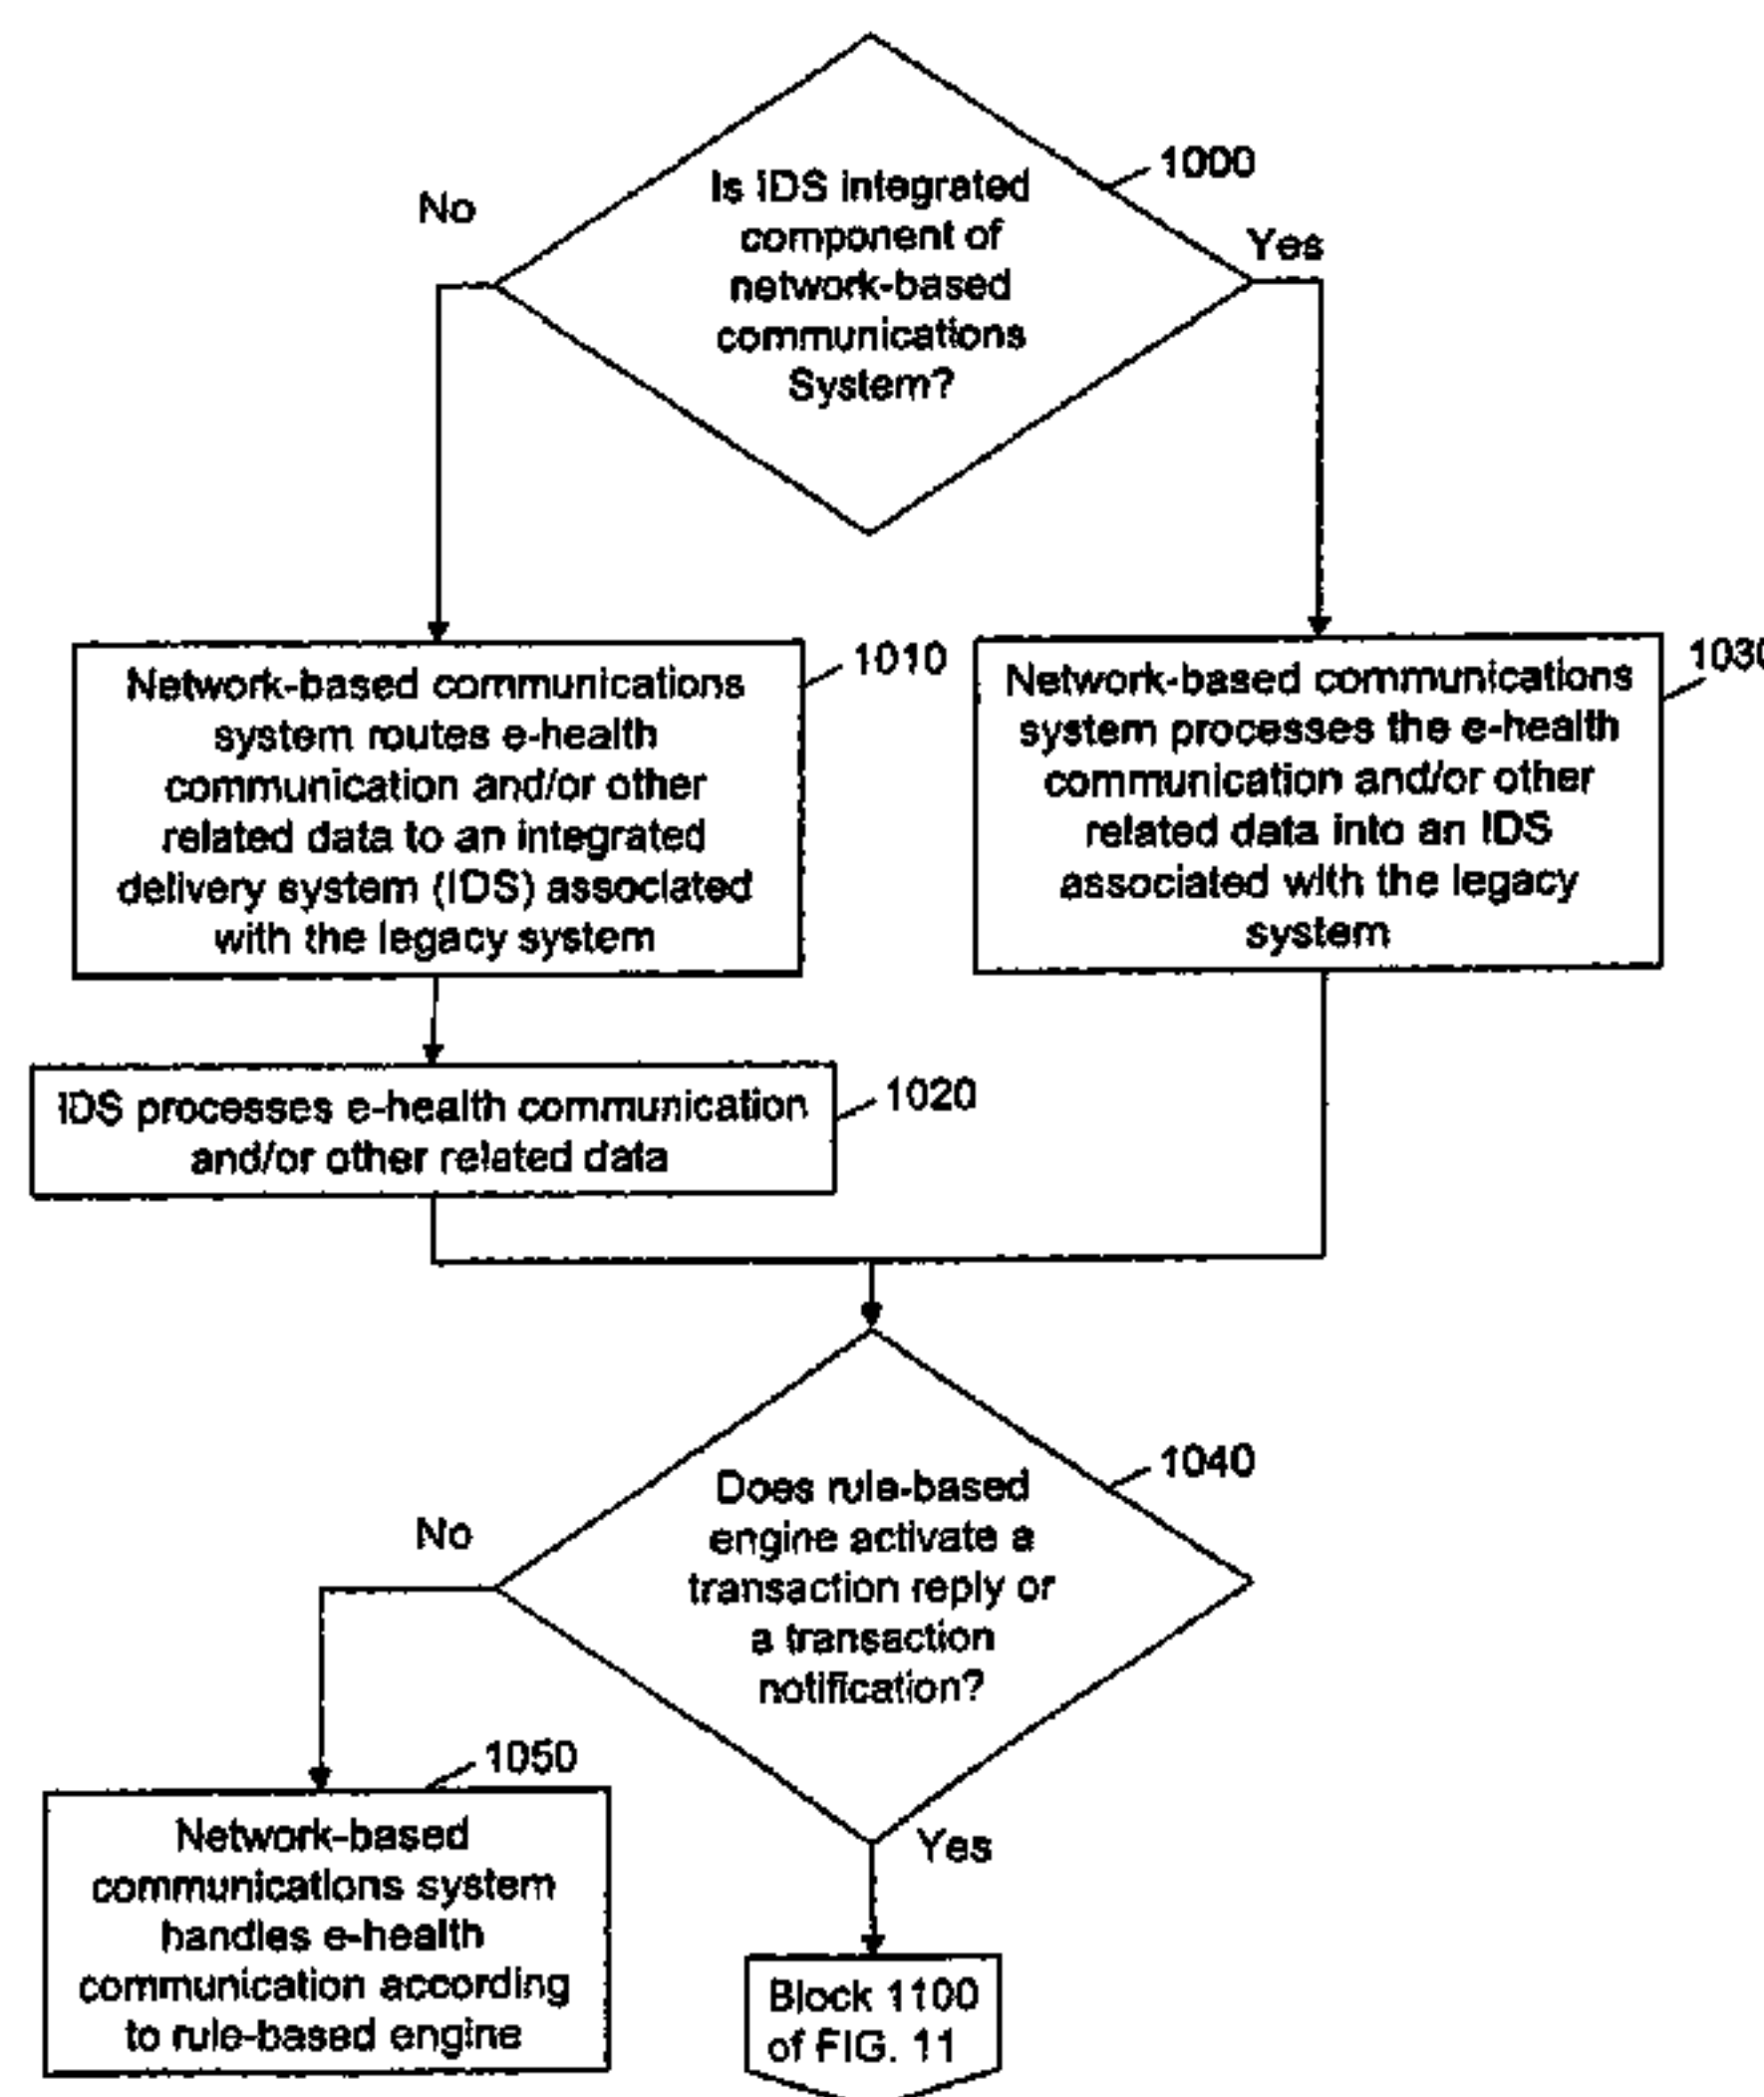 1000
Is IDS integrated
component of
network-based
communications
System?
No
Yes
1010
Network-based communications
system routes e-health
communication and/or other
related data to an integrated
delivery system (IDS) associated
with the legacy system
1030
Network-based communications
system processes the e-health
communication and/or other
related data into an IDS
associated with the legacy
system
1020
IDS processes e-health communication
and/or other related data
1040
Does rule-based
engine activate a
transaction reply or
a transaction
notification?
No
Yes
1050
Network-based
communications system
handles e-health
communication according
to rule-based engine
Block 1100
of FIG. 11